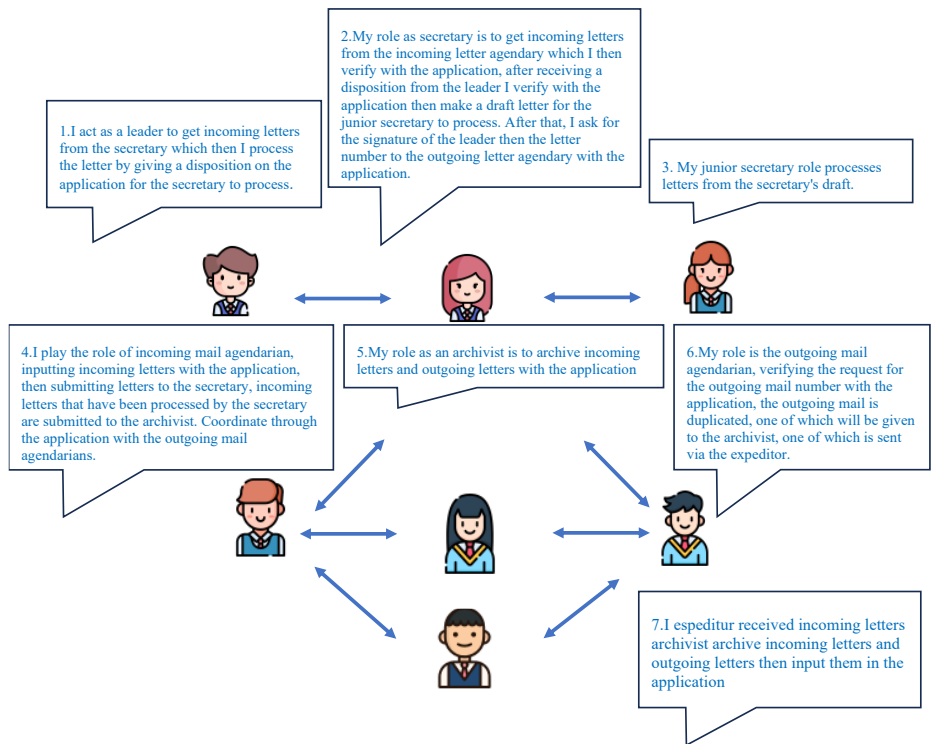 1.I act as a leader to get incoming letters
from the secretary which then I process
the letter by giving a disposition on the
application for the secretary to process.
2.My role as secretary is to get incoming letters
from the incoming letter agendary which I then
verify with the application, after receiving a
disposition from the leader I verify with the
application then make a draft letter for the
junior secretary to process. After that, I ask for
the signature of the leader then the letter
number to the outgoing letter agendary with the
application.
3. My junior secretary role processes
letters from the secretary's draft.
4.I play the role of incoming mail agendarian,
inputting incoming letters with the application,
then submitting letters to the secretary, incoming
letters that have been processed by the secretary
are submitted to the archivist. Coordinate through
the application with the outgoing mail
agendarians.
5.My role as an archivist is to archive incoming
letters and outgoing letters with the application
6.My role is the outgoing mail
agendarian, verifying the request for
the outgoing mail number with the
application, the outgoing mail is
duplicated, one of which will be given
to the archivist, one of which is sent
via the expeditor.
7.I espeditur received incoming letters
archivist archive incoming letters and
outgoing letters then input them in the
application